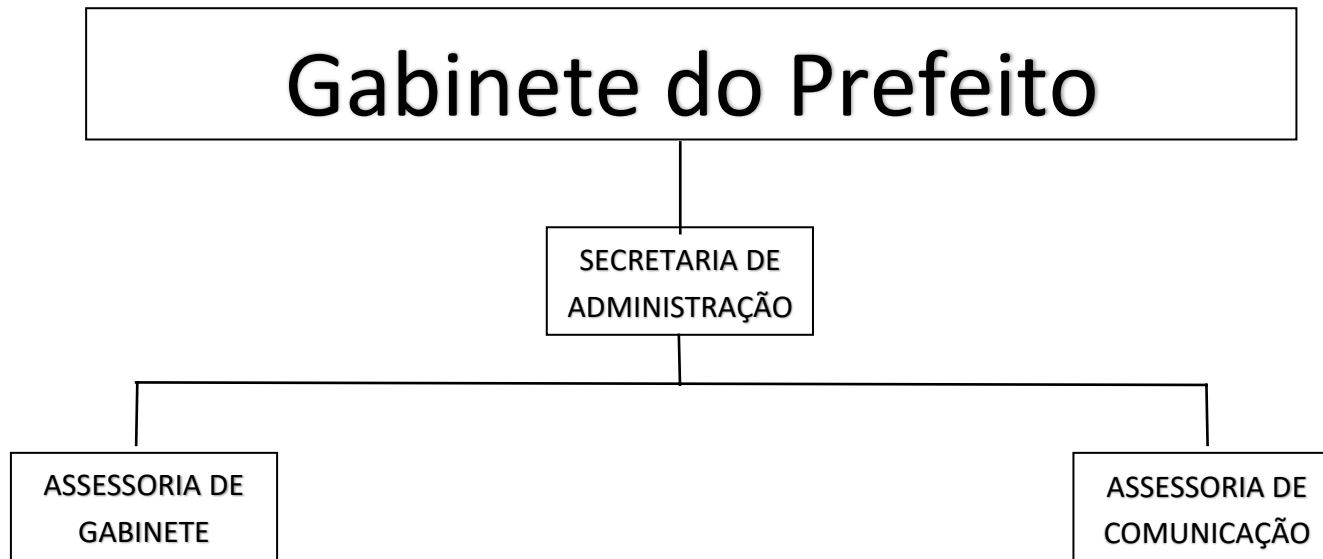 Gabinete do Prefeito
SECRETARIA DE
ADMINISTRAÇÃO
ASSESSORIA DE
GABINETE
ASSESSORIA DE
COMUNICAÇÃO